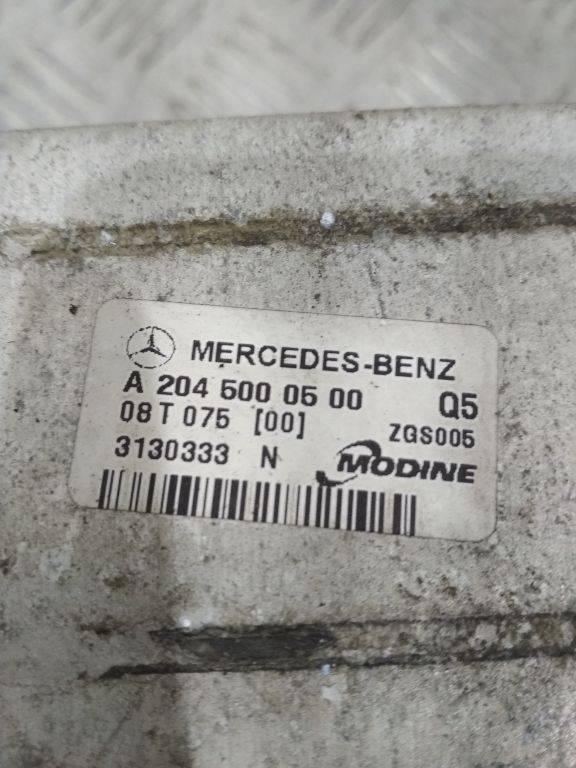 MERCEDES-BENZ
A 204 500 05 00 Q5
08 T 075 [00] ZGS005
3130333 N MODINE